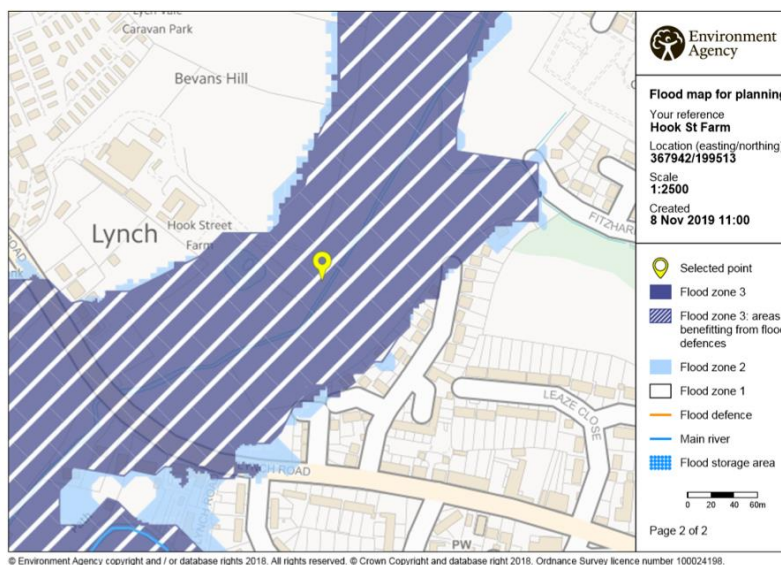 Lynch Vale
Caravan Park
Bevans Hill
Hook Street
Farm
Lynch
ROAD
FITZHAR
LEAZE CLOSE
LYNCH ROAD
PW
Environment
Agency
Flood map for planning
Your reference
Hook St Farm
Location (easting/northing)
367942/199513
Scale
1:2500
Created
8 Nov 2019 11:00
Selected point
Flood zone 3
Flood zone 3: areas
benefitting from flood
defences
Flood zone 2
Flood zone 1
Flood defence
Main river
Flood storage area
0 20 40 60m
Page 2 of 2
© Environment Agency copyright and / or database rights 2018. All rights reserved. © Crown Copyright and database right 2018. Ordnance Survey licence number 100024198.